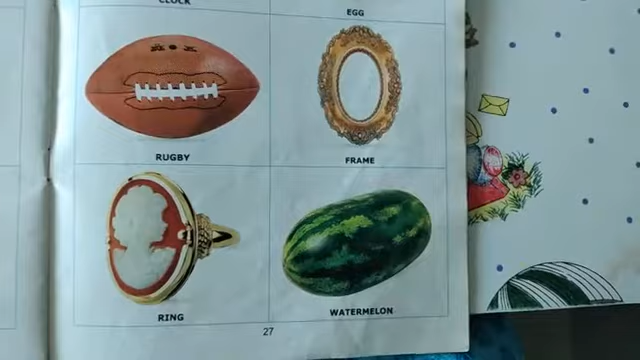 CLOCK
EGG
RUGBY
FRAME
RING
WATERMELON
27